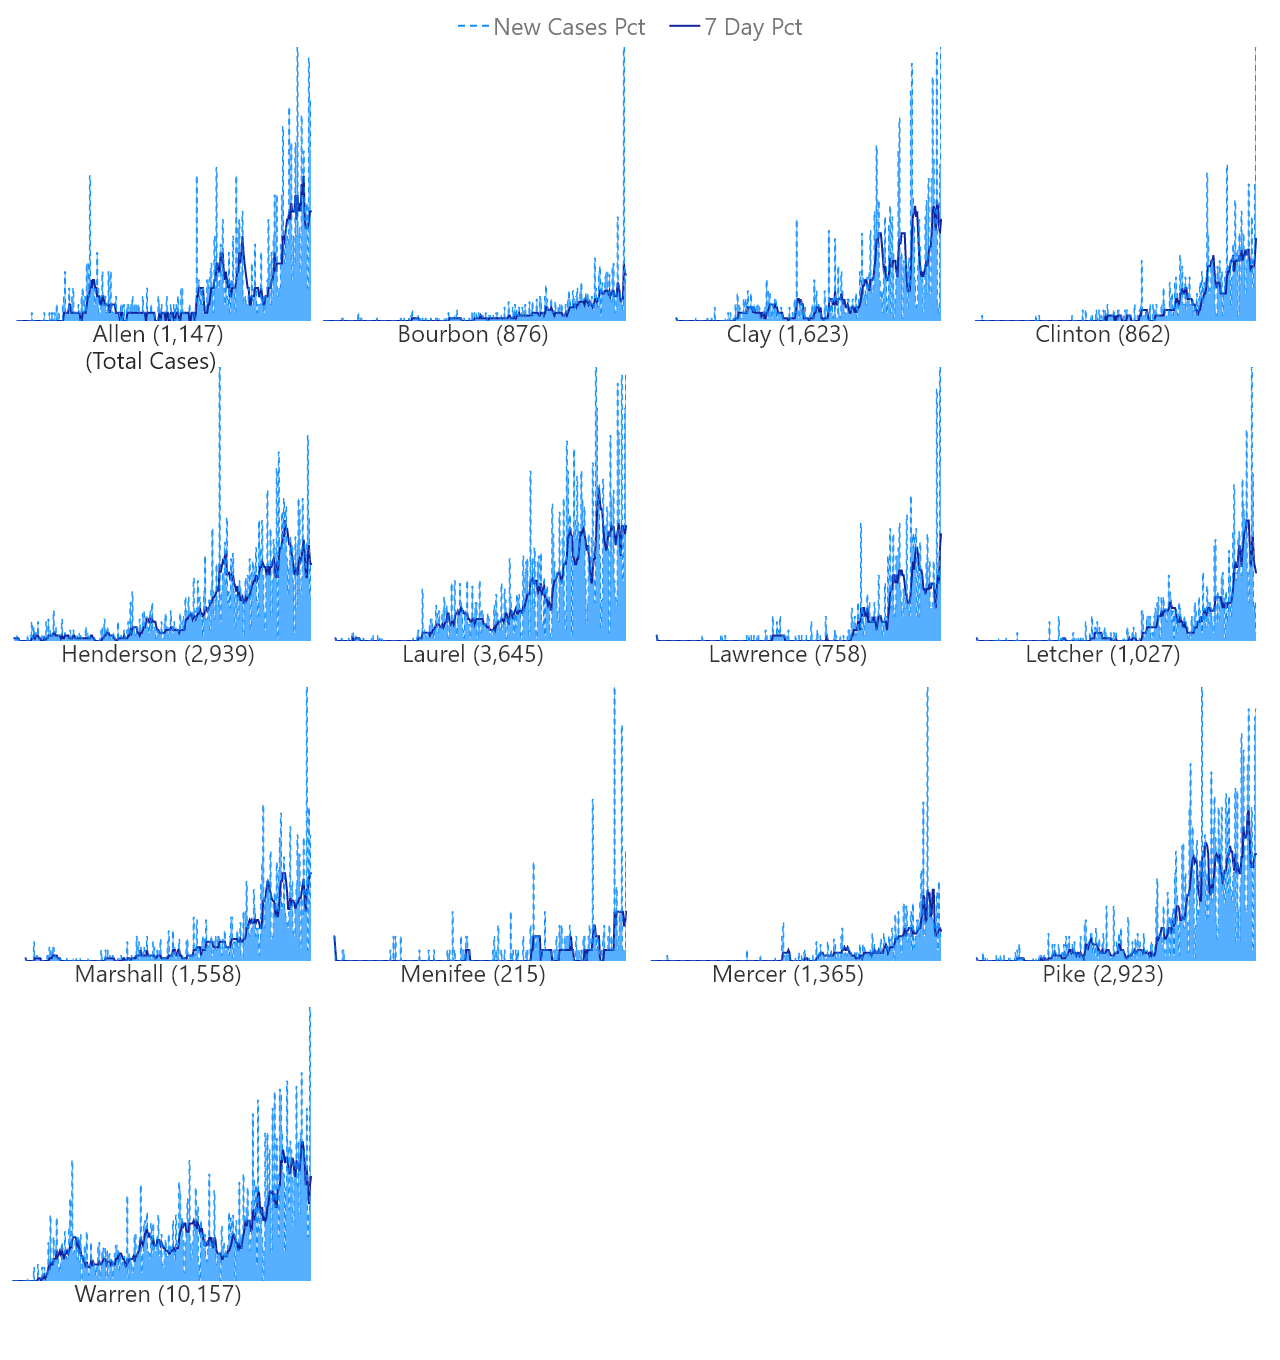 New Cases Pct 7 Day Pct
Allen (1,147) Bourbon (876) Clay (1,623) Clinton (862)
(Total Cases)
Henderson (2,939) Laurel (3,645) Lawrence (758) Letcher (1,027)
Marshall (1,558) Menifee (215) Mercer (1,365) Pike (2,923)
Warren (10,157)